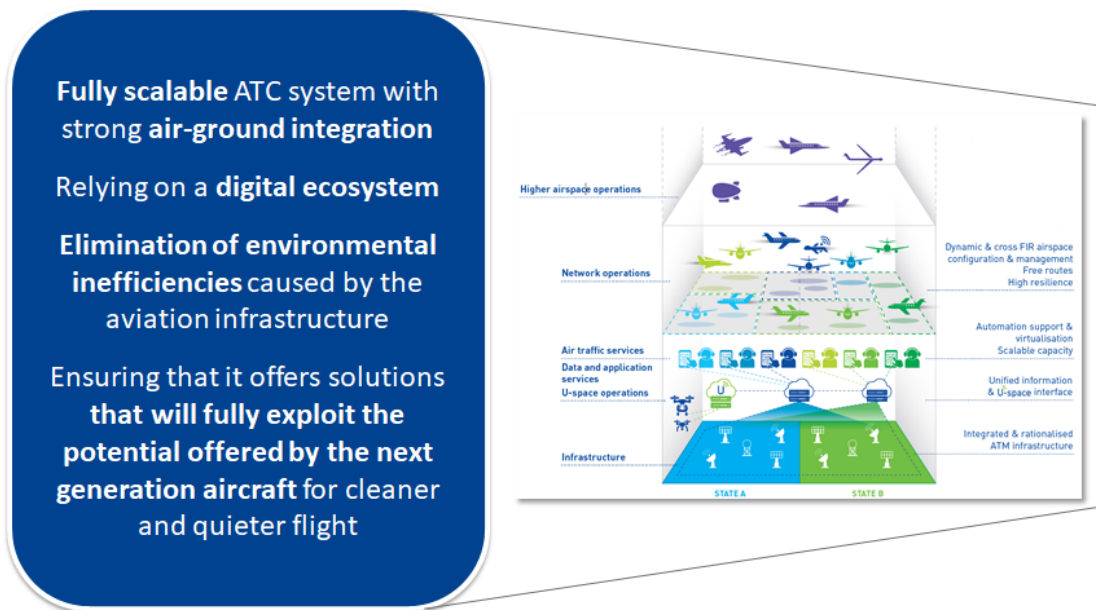 Fully scalable ATC system with
strong air-ground integration
Relying on a digital ecosystem
Elimination of environmental
inefficiencies caused by the
aviation infrastructure
Ensuring that it offers solutions
that will fully exploit the
potential offered by the next
generation aircraft for cleaner
and quieter flight
Higher airspace operations
Network operations
Dynamic & cross FIR airspace
configuration & management
Free routes
High resilience
Air traffic services
Automation support &
virtualisation
Scalable capacity
Data and application
services
U-space operations
U
Unified information
& U-space interface
Infrastructure
Integrated & rationalised
ATM infrastructure
STATE A
STATE B